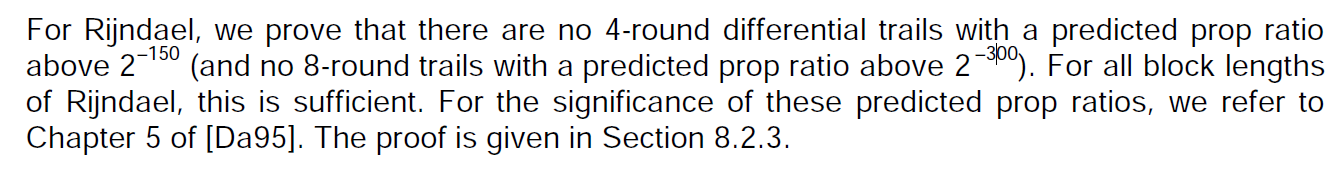 For Rijndael, we prove that there are no 4-round differential trails with a predicted prop ratio
above 2⁻¹⁵⁰ (and no 8-round trails with a predicted prop ratio above 2⁻³⁰⁰). For all block lengths
of Rijndael, this is sufficient. For the significance of these predicted prop ratios, we refer to
Chapter 5 of [Da95]. The proof is given in Section 8.2.3.